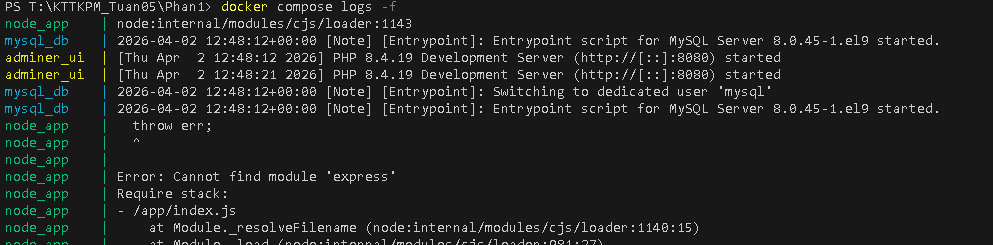 PS T:\KTTKPM_Tuan05\Phan1> docker compose logs -f
node_app    | node:internal/modules/cjs/loader:1143
mysql_db    | 2026-04-02 12:48:12+00:00 [Note] [Entrypoint]: Entrypoint script for MySQL Server 8.0.45-1.el9 started.
adminer_ui  | [Thu Apr  2 12:48:12 2026] PHP 8.4.19 Development Server (http://[::]:8080) started
adminer_ui  | [Thu Apr  2 12:48:21 2026] PHP 8.4.19 Development Server (http://[::]:8080) started
mysql_db    | 2026-04-02 12:48:12+00:00 [Note] [Entrypoint]: Switching to dedicated user 'mysql'
mysql_db    | 2026-04-02 12:48:12+00:00 [Note] [Entrypoint]: Entrypoint script for MySQL Server 8.0.45-1.el9 started.
node_app    |   throw err;
node_app    |   ^
node_app    |
node_app    | Error: Cannot find module 'express'
node_app    | Require stack:
node_app    | - /app/index.js
node_app    |     at Module._resolveFilename (node:internal/modules/cjs/loader:1140:15)
node_app    |     at Module._load (node:internal/modules/cjs/loader:981:27)